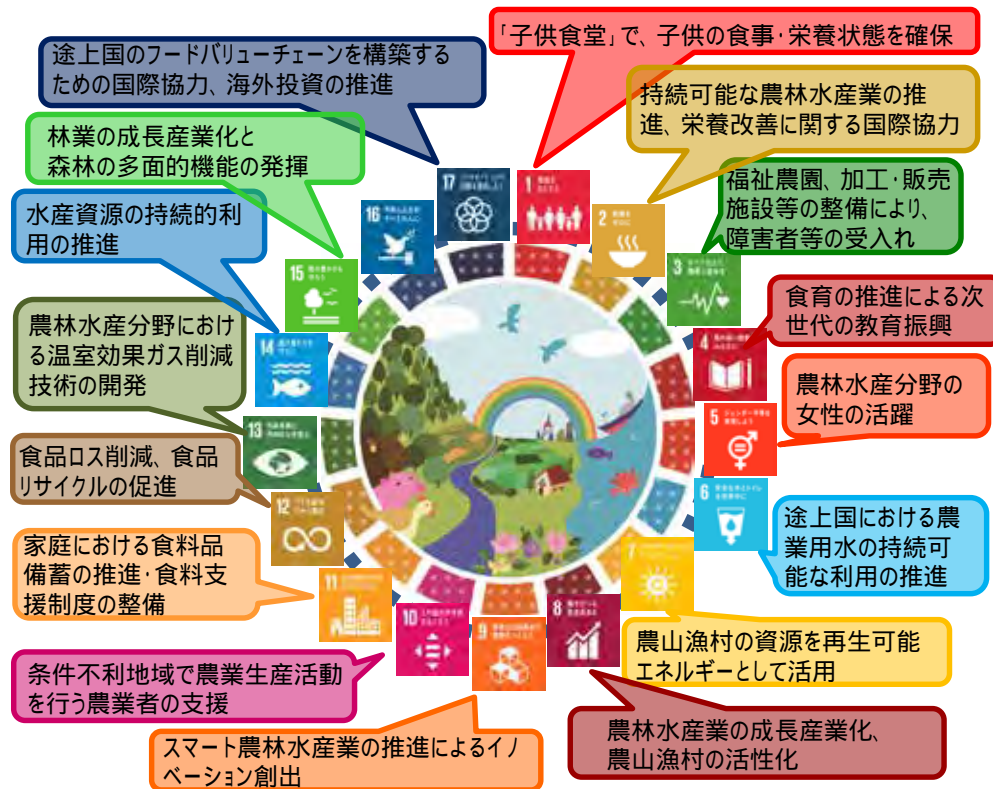 「子供食堂」で、子供の食事・栄養状態を確保
途上国のフードバリューチェーンを構築する
ための国際協力、海外投資の推進
持続可能な農林水産業の推
進、栄養改善に関する国際協力
林業の成長産業化と
森林の多面的機能の発揮
福祉農園、加工・販売
施設等の整備により、
障害者等の受入れ
水産資源の持続的利
用の推進
17
1
16
2
15
3
食育の推進による次
世代の教育振興
農林水産分野におけ
る温室効果ガス削減
技術の開発
14
4
農林水産分野の
女性の活躍
13
5
食品ロス削減、食品
リサイクルの促進
12
6
途上国における農
業用水の持続可
能な利用の推進
家庭における食料品
備蓄の推進・食料支
援制度の整備
11
7
10
9
8
農山漁村の資源を再生可能
エネルギーとして活用
条件不利地域で農業生産活動
を行う農業者の支援
農林水産業の成長産業化、
農山漁村の活性化
スマート農林水産業の推進によるイノ
ベーション創出